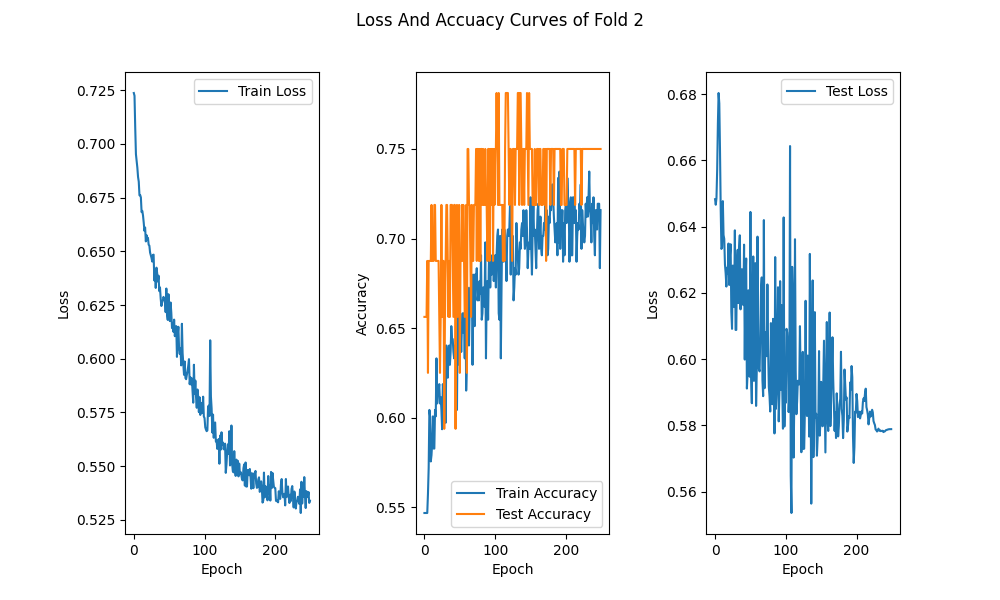 Loss And Accuacy Curves of Fold 2
0.725
0.700
0.675
0.650
0.625
0.600
0.575
0.550
0.525
Loss
Train Loss
0 100 200
Epoch
0.75
0.70
0.65
0.60
0.55
Accuracy
Train Accuracy
Test Accuracy
0 100 200
Epoch
0.68
0.66
0.64
0.62
0.60
0.58
0.56
Loss
Test Loss
0 100 200
Epoch